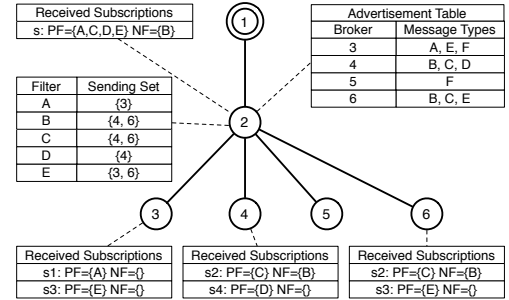 Received Subscriptions
s: PF={A,C,D,E} NF={B}
1
Advertisement Table
Broker Message Types
3 A, E, F
4 B, C, D
5 F
6 B, C, E
Filter Sending Set
A {3}
B {4, 6}
C {4, 6}
D {4}
E {3, 6}
2
3
4
5
6
Received Subscriptions
s1: PF={A} NF={}
s3: PF={E} NF={}
Received Subscriptions
s2: PF={C} NF={B}
s4: PF={D} NF={}
Received Subscriptions
s2: PF={C} NF={B}
s3: PF={E} NF={}